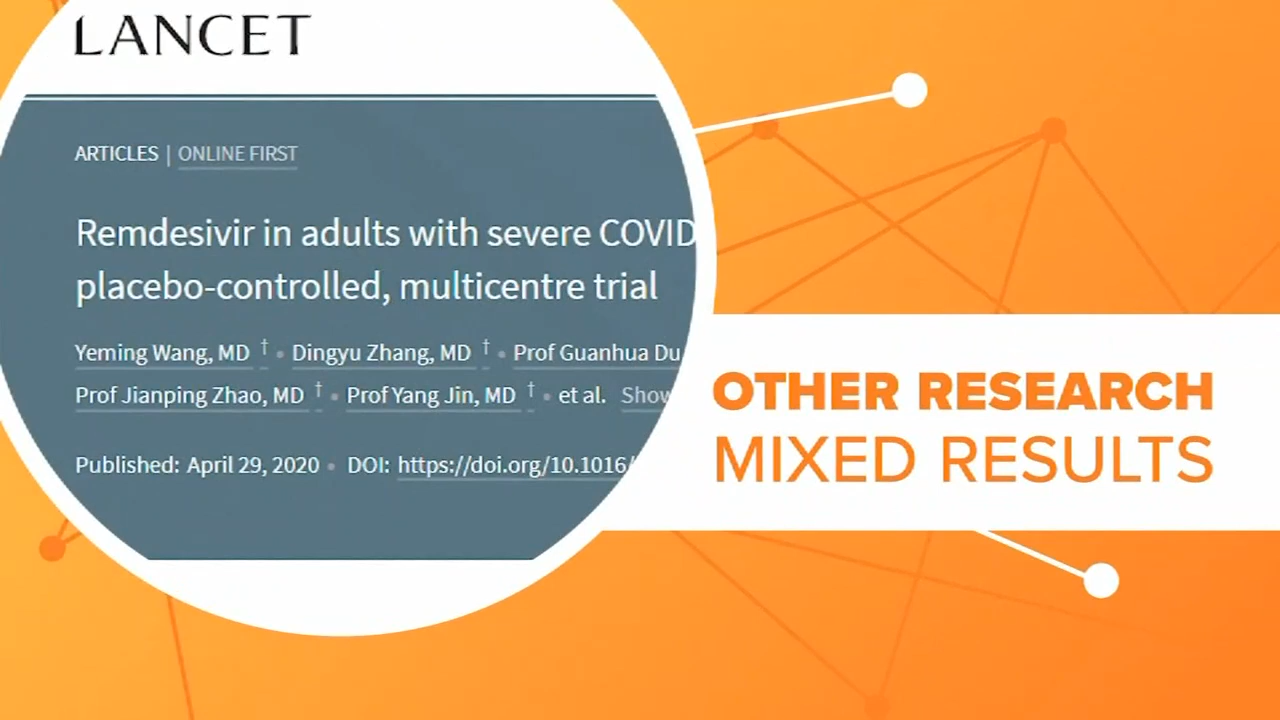 LANCET
ARTICLES | ONLINE FIRST
Remdesivir in adults with severe COVID
placebo-controlled, multicentre trial
Yeming Wang, MD † • Dingyu Zhang, MD † • Prof Guanhua Du
Prof Jianping Zhao, MD † • Prof Yang Jin, MD † • et al. Show
Published: April 29, 2020 • DOI: https://doi.org/10.1016/
OTHER RESEARCH
MIXED RESULTS